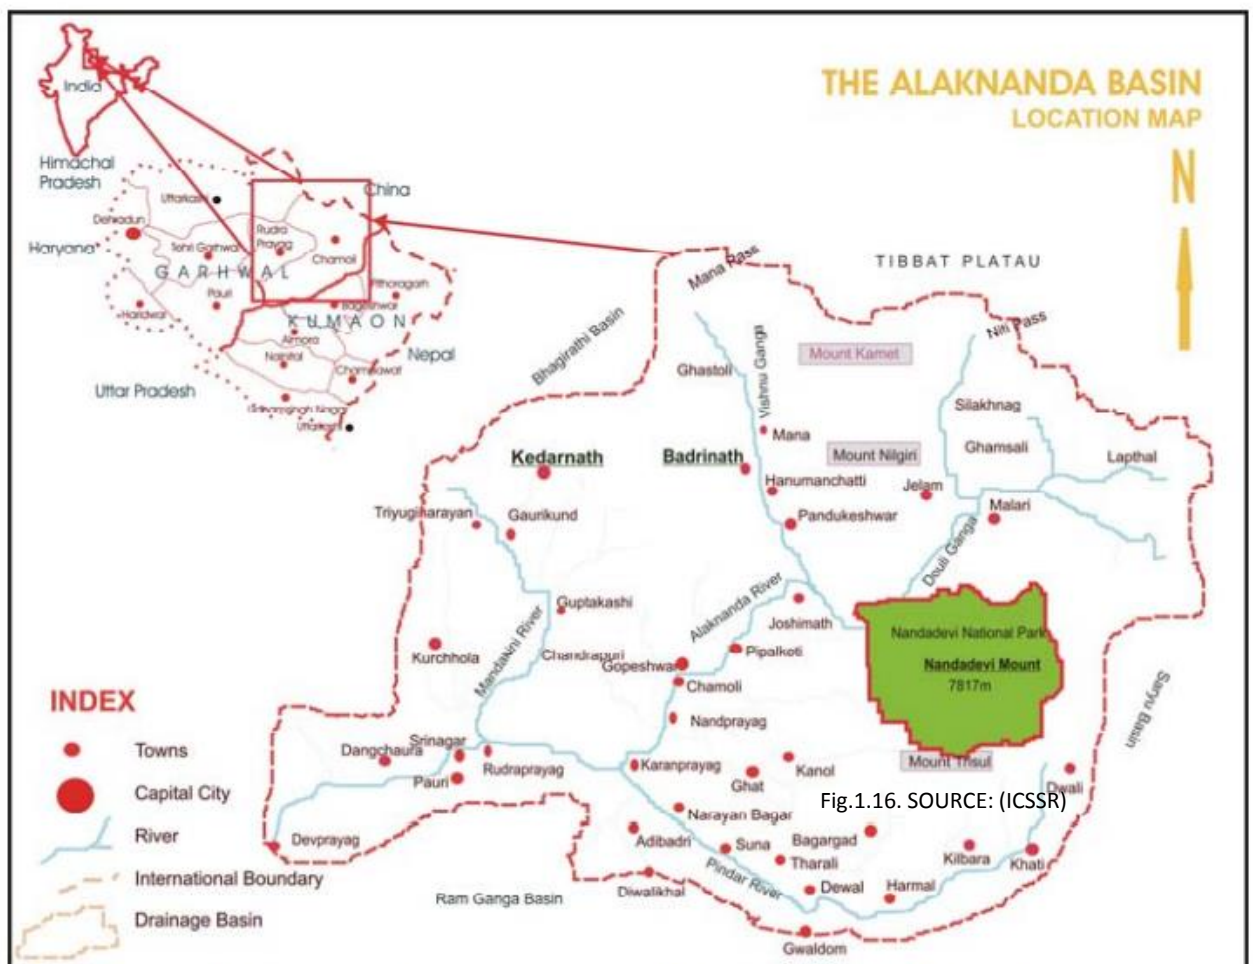 THE ALAKNANDA BASIN
LOCATION MAP
N
India
Himachal
Pradesh
China
Uttarkashi
Dehradun
Haryana
Rudra
Prayag
Tehri Garhwal
Chamoli
GARHWAL
Pauri
Pithoragarh
Haridwar
Bageshwar
KUMAON
Almora
Nainital
Nepal
Champawat
Uttar Pradesh
TIBBAT PLATAU
Mana Pass
Niti Pass
Bhagirathi Basin
Vishnu Ganga
Mount Kamet
Ghastoli
Silakhnag
Mana
Ghamsali
Kedarnath
Badrinath
Mount Nilgiri
Lapthal
Hanumanchatti
Jelam
Triyuginarayan
Gaurikund
Pandukeshwar
Malari
Douli Ganga
Guptakashi
Alaknanda River
Joshimath
Nandadevi National Park
Kurchhola
Mandakini River
Chandrapuri
Gopeshwar
Pipalkoti
Nandadevi Mount
7817m
Chamoli
Saryu Basin
Nandprayag
INDEX
Towns
Capital City
River
International Boundary
Drainage Basin
Srinagar
Dangchaura
Rudraprayag
Pauri
Karanprayag
Kanol
Ghat
Mount Trisul
Dwali
Fig.1.16. SOURCE: (ICSSR)
Narayan Bagar
Devprayag
Adibadri
Suna
Bagargad
Tharali
Kilbara
Khati
Pindar River
Dewal
Harmal
Diwalikhal
Ram Ganga Basin
Gwaldom